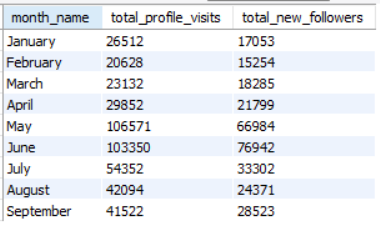 month_name total_profile_visits total_new_followers
January 26512 17053
February 20628 15254
March 23132 18285
April 29852 21799
May 106571 66984
June 103350 76942
July 54352 33302
August 42094 24371
September 41522 28523